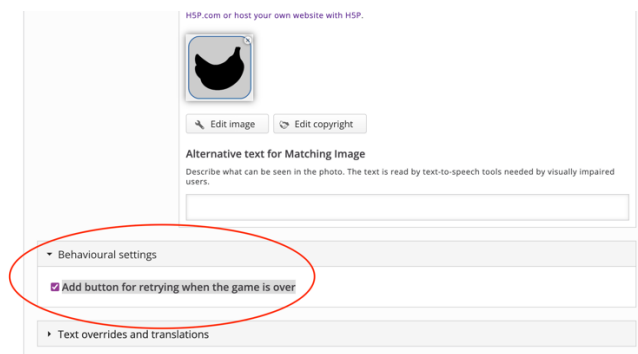 H5P.com or host your own website with H5P.
Edit image
Edit copyright
Alternative text for Matching Image
Describe what can be seen in the photo. The text is read by text-to-speech tools needed by visually impaired
users.
Behavioural settings
Add button for retrying when the game is over
Text overrides and translations